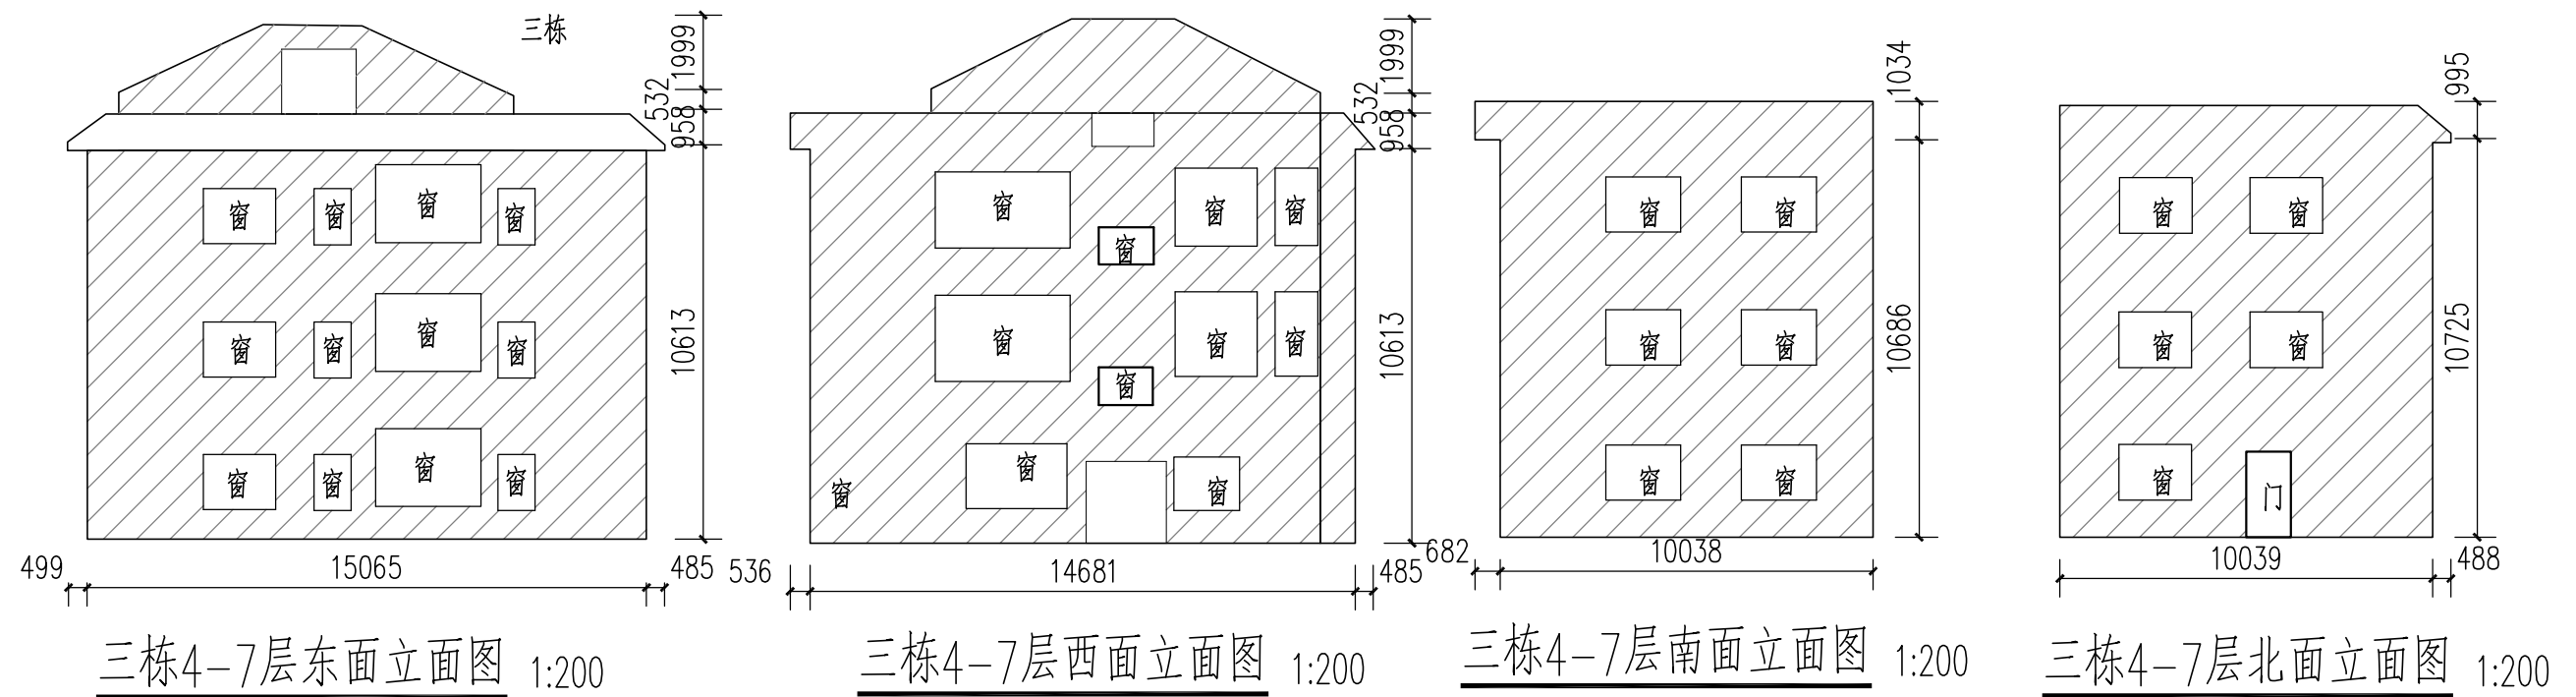 三栋
1999
532
958
10613
窗 窗 窗 窗
窗 窗 窗 窗
窗 窗 窗 窗
499 15065 485
三栋4-7层东面立面图 1:200
1999
532
958
10613
窗 窗 窗 窗
窗 窗 窗 窗
窗 窗 窗
536 14681 485
三栋4-7层西面立面图 1:200
1034
10686
窗 窗
窗 窗
窗 窗
682 10038
三栋4-7层南面立面图 1:200
995
10725
窗 窗
窗 窗
窗 门
10039 488
三栋4-7层北面立面图 1:200